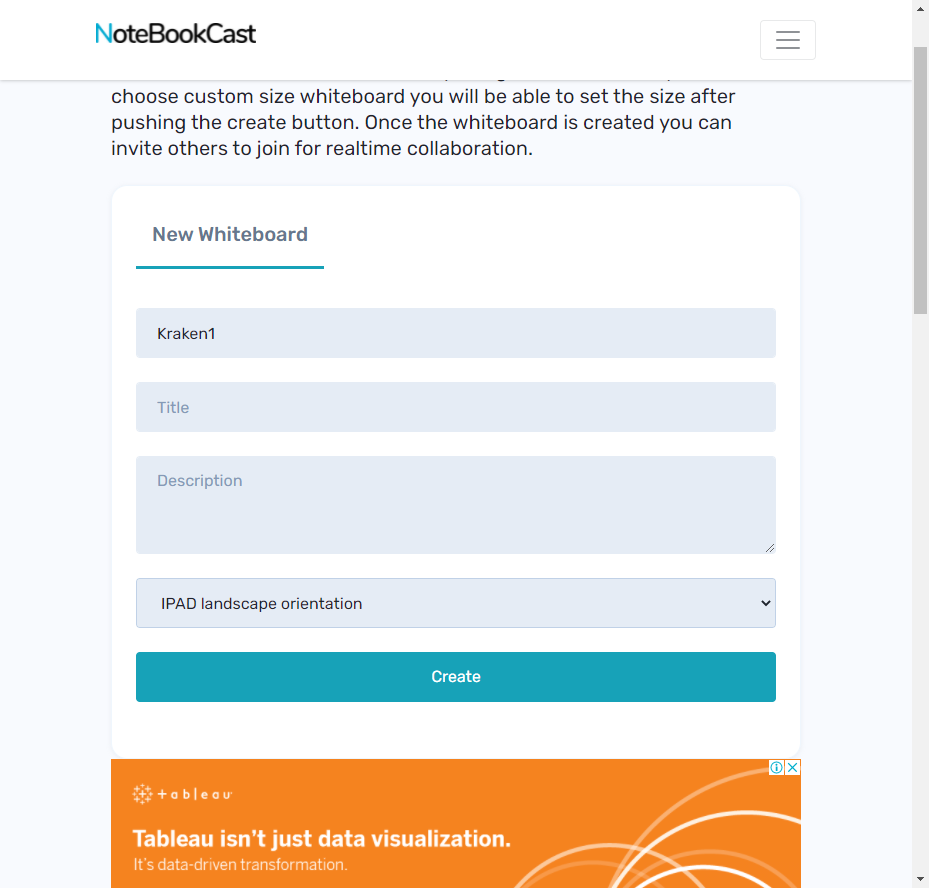 NoteBookCast
choose custom size whiteboard you will be able to set the size after
pushing the create button. Once the whiteboard is created you can
invite others to join for realtime collaboration.
New Whiteboard
Kraken1
Title
Description
IPAD landscape orientation
Create
+ a b | e a u
Tableau isn't just data visualization.
It's data-driven transformation.